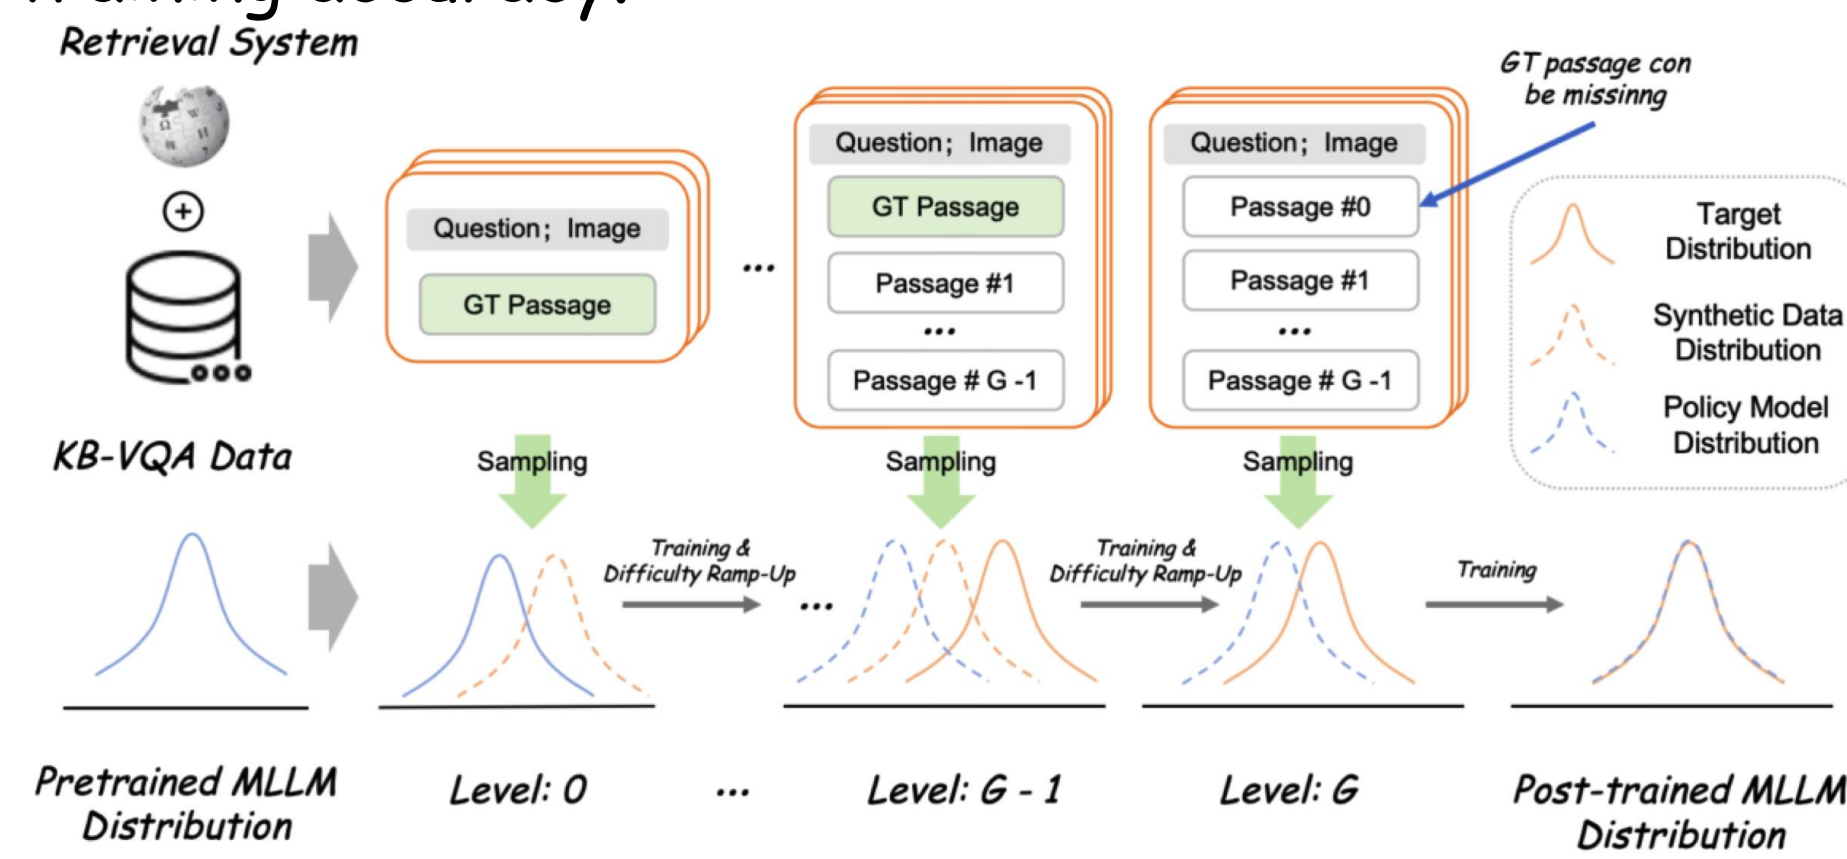 Training accuracy.
Retrieval System
KB-VQA Data
Question; Image
GT Passage
...
Question; Image
GT Passage
Passage #1
...
Passage # G -1
Question; Image
Passage #0
Passage #1
...
Passage # G -1
GT passage con
be missinng
Target
Distribution
Synthetic Data
Distribution
Policy Model
Distribution
Sampling
Sampling
Sampling
Training &
Difficulty Ramp-Up
...
Training &
Difficulty Ramp-Up
Training
Pretrained MLLM
Distribution
Level: 0
...
Level: G - 1
Level: G
Post-trained MLLM
Distribution